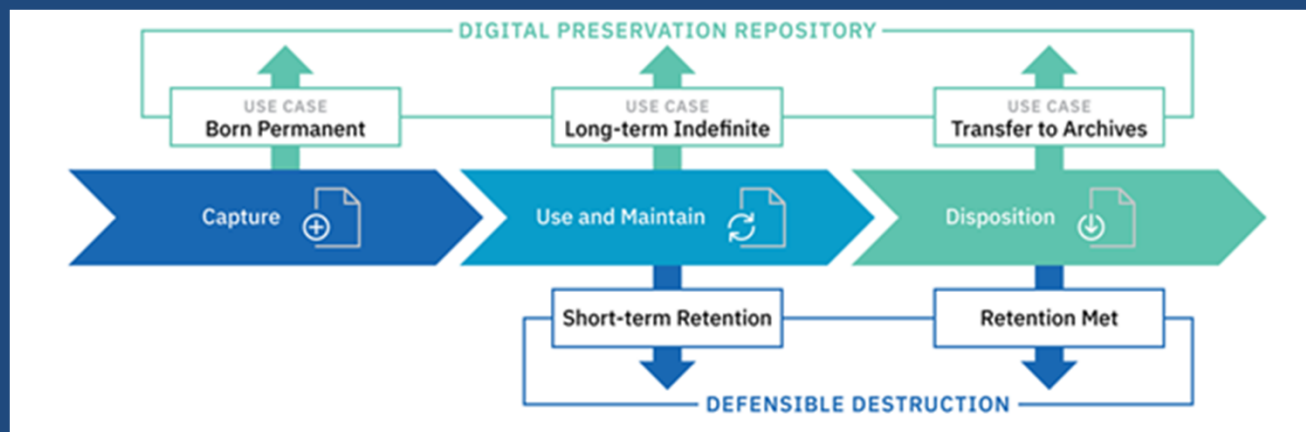 DIGITAL PRESERVATION REPOSITORY
USE CASE
Born Permanent
USE CASE
Long-term Indefinite
USE CASE
Transfer to Archives
Capture
Use and Maintain
Disposition
Short-term Retention
Retention Met
DEFENSIBLE DESTRUCTION